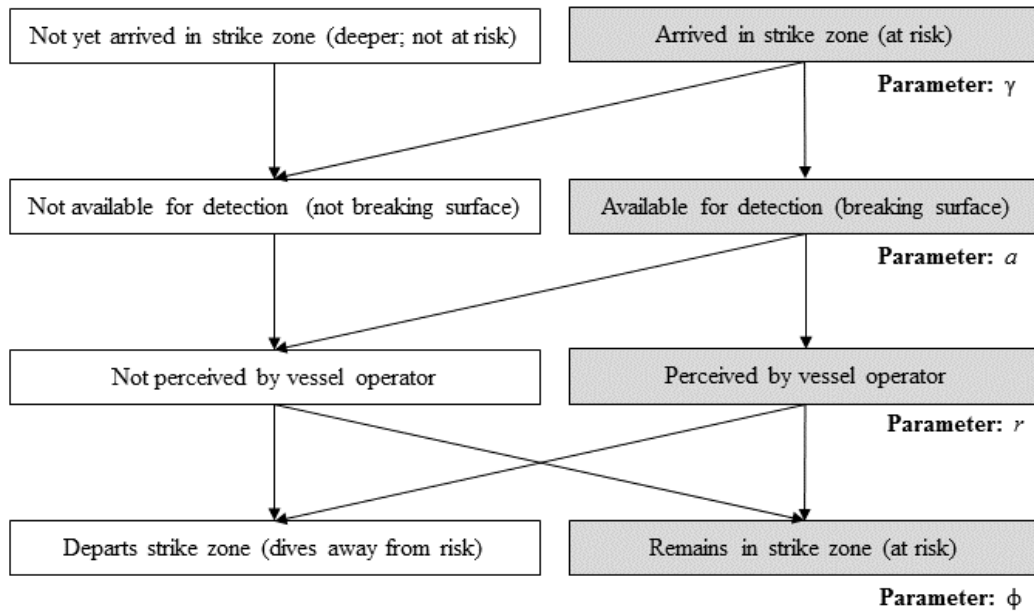 Not yet arrived in strike zone (deeper; not at risk)
Arrived in strike zone (at risk)
Parameter: γ
Not available for detection (not breaking surface)
Available for detection (breaking surface)
Parameter: a
Not perceived by vessel operator
Perceived by vessel operator
Parameter: r
Departs strike zone (dives away from risk)
Remains in strike zone (at risk)
Parameter: ϕ